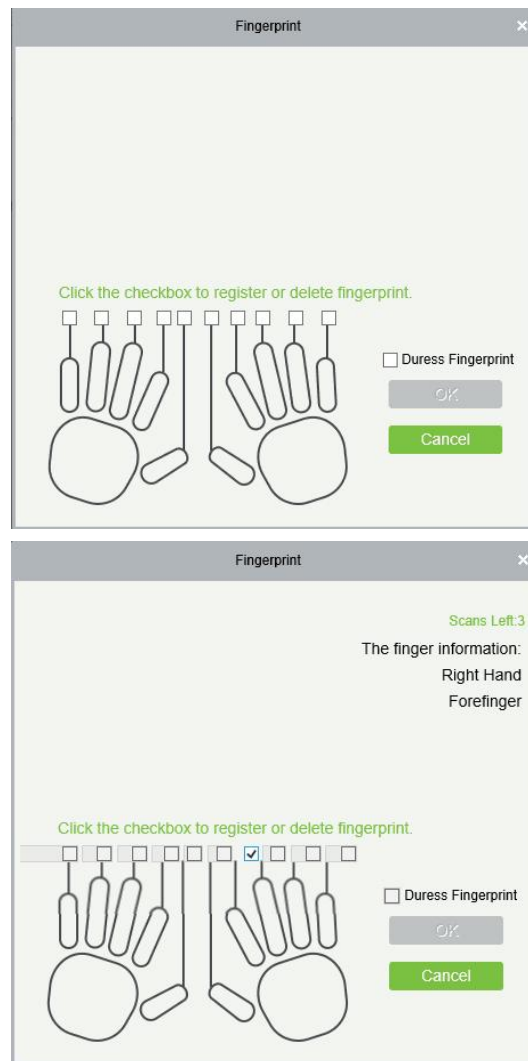 Fingerprint
Click the checkbox to register or delete fingerprint.
Duress Fingerprint
OK
Cancel
Fingerprint
Scans Left:3
The finger information:
Right Hand
Forefinger
Click the checkbox to register or delete fingerprint.
Duress Fingerprint
OK
Cancel